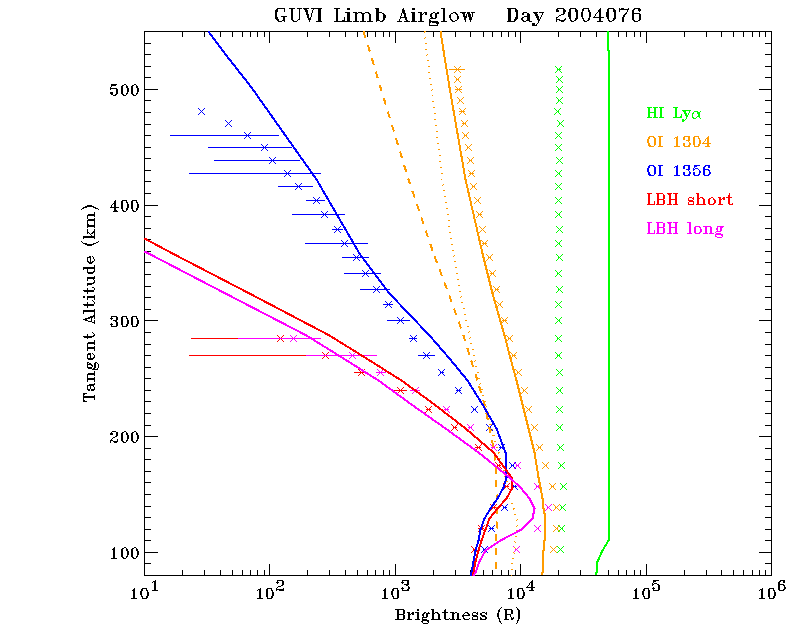 GUVI Limb Airglow   Day 2004076
500
400
300
200
100
Tangent Altitude (km)
HI Lyα
OI 1304
OI 1356
LBH short
LBH long
10^1 10^2 10^3 10^4 10^5 10^6
Brightness (R)